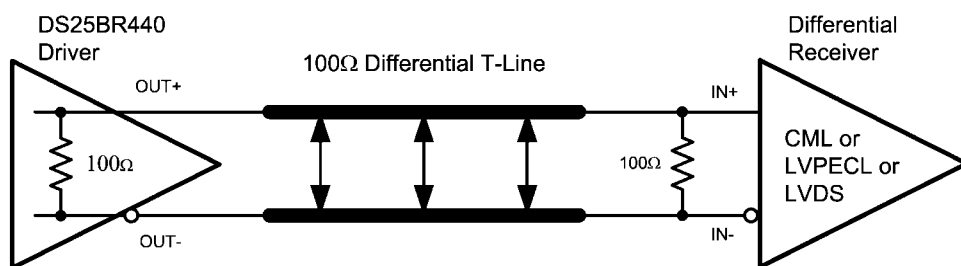 DS25BR440
Driver
100Ω Differential T-Line
Differential
Receiver
OUT+
IN+
100Ω
100Ω
CML or
LVPECL or
LVDS
OUT-
IN-